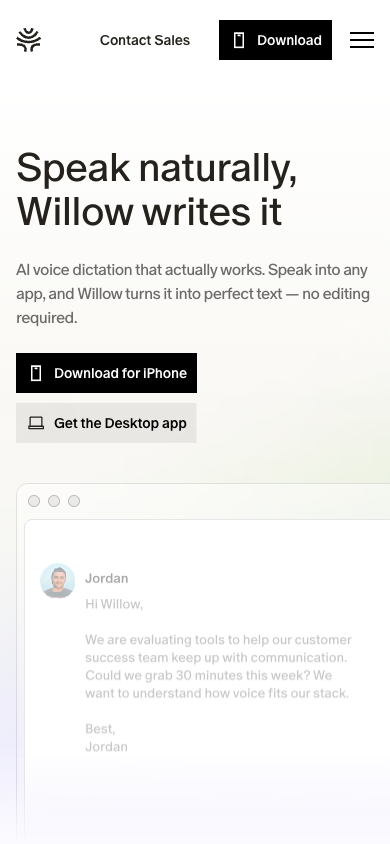 Contact Sales
Download
Speak naturally,
Willow writes it
AI voice dictation that actually works. Speak into any
app, and Willow turns it into perfect text — no editing
required.
Download for iPhone
Get the Desktop app
Jordan
Hi Willow,
We are evaluating tools to help our customer
success team keep up with communication.
Could we grab 30 minutes this week? We
want to understand how voice fits our stack.
Best,
Jordan